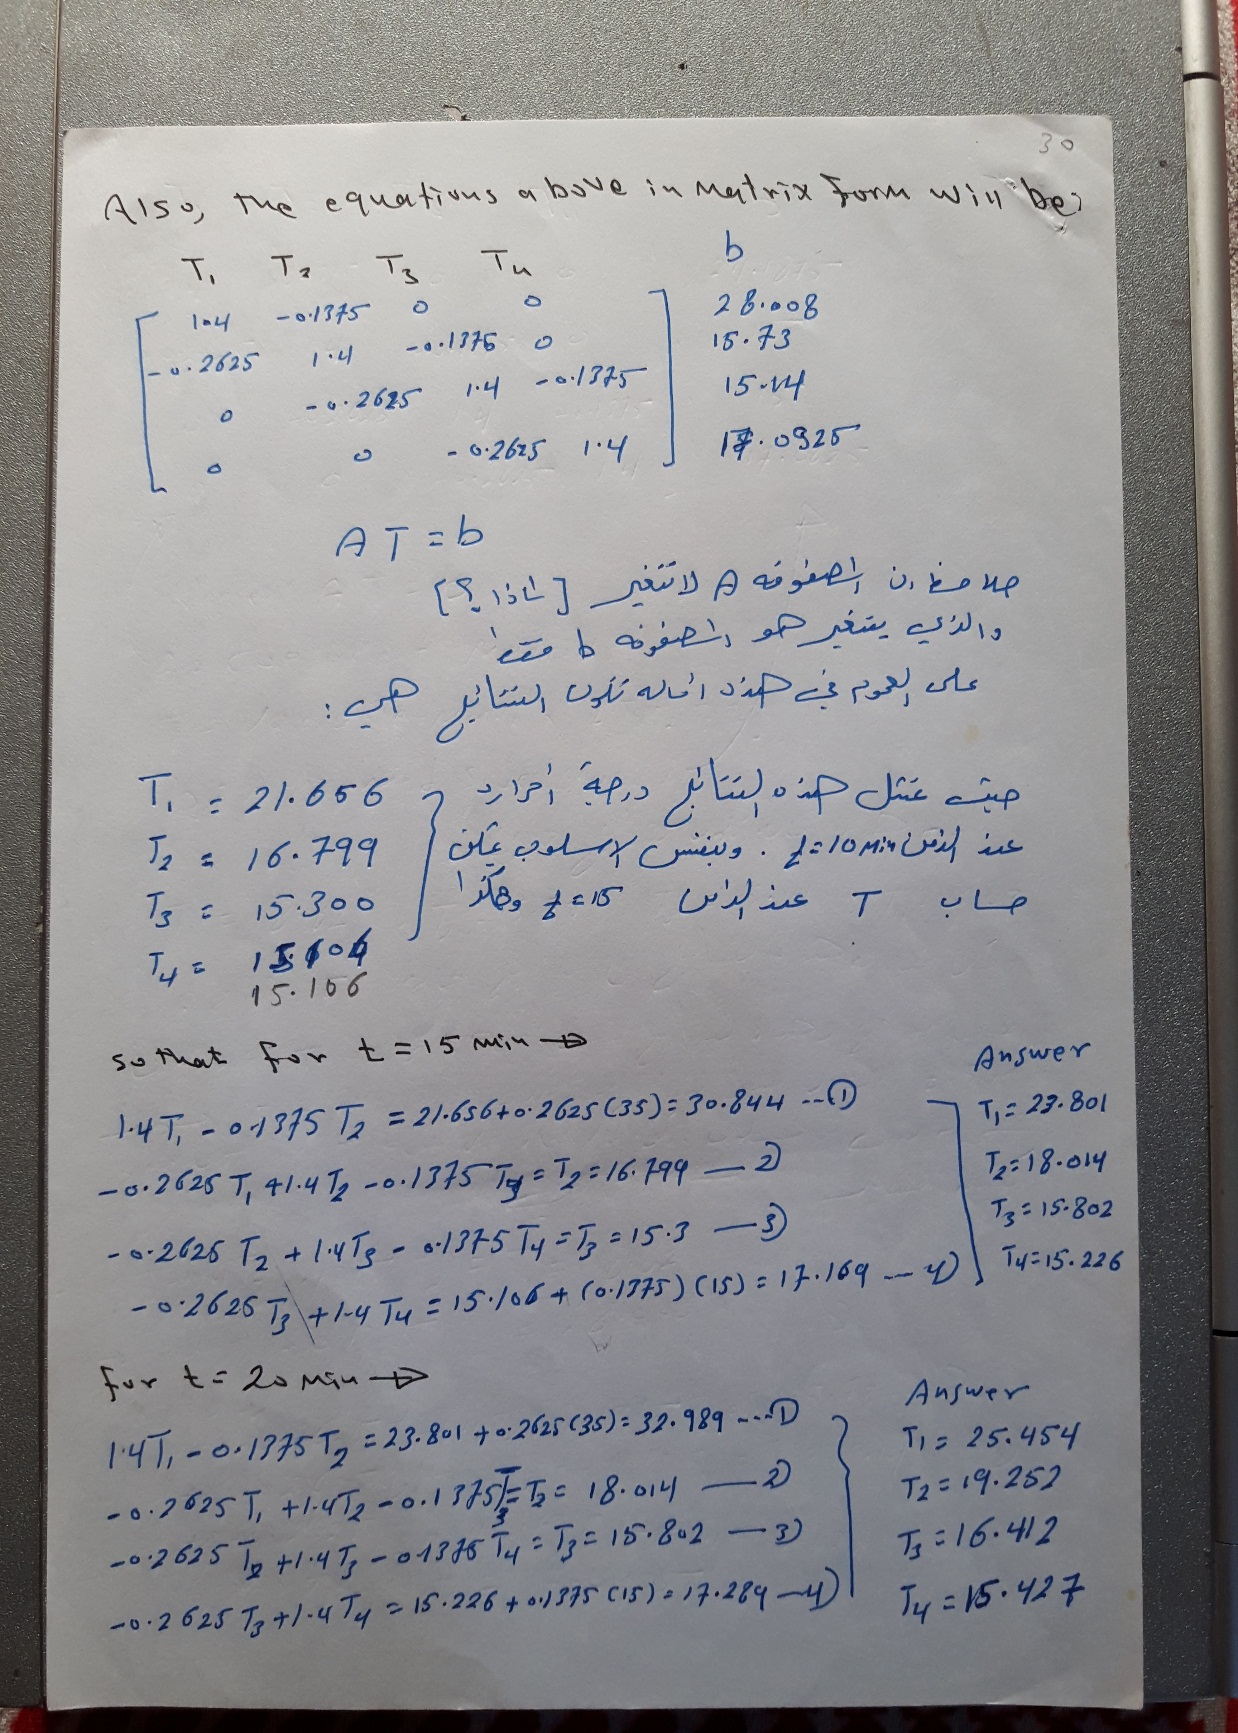 30
Also, the equations above in Matrix Form will be:
T₁ T₂ T₃ T₄ b
1.4 -0.1375 0 0 28.008
-0.2625 1.4 -0.1375 0 15.73
0 -0.2625 1.4 -0.1375 15.14
0 0 -0.2625 1.4 17.0925
AT = b
ملاحظة ان المصفوفه A لا تتغير [لماذا ؟]
والذي يتغير هو المصفوفه b فقط
على العموم في هذه الحاله تكون النتائج هي :
T₁ = 21.656
T₂ = 16.799
T₃ = 15.300
T₄ =
15.106
حيث تمثل هذه النتائج درجة الحرارة
عند الزمن t=10 min . وبنفس الاسلوب يمكن
حساب T عند الزمن t=15 وهكذا
so that for t = 15 min →
1.4T₁ - 0.1375 T₂ = 21.656+0.2625(35) = 30.844 --- 1)
-0.2625 T₁ +1.4 T₂ -0.1375 T₃ = T₂ = 16.799 — 2)
-0.2625 T₂ + 1.4T₃ - 0.1375 T₄ = T₃ = 15.3 — 3)
-0.2625 T₃ + 1.4 T₄ = 15.106 + (0.1375) (15) = 17.169 --- 4)
Answer
T₁ = 23.801
T₂ = 18.014
T₃ = 15.802
T₄ = 15.226
for t = 20 min →
1.4T₁ - 0.1375 T₂ = 23.801 + 0.2625(35) = 32.989 --- 1)
-0.2625 T₁ +1.4T₂ -0.1375 T₃ = T₂ = 18.014 — 2)
-0.2625 T₂ +1.4 T₃ - 0.1375 T₄ = T₃ = 15.802 — 3)
-0.2625 T₃ +1.4 T₄ = 15.226 + 0.1375 (15) = 17.289 — 4)
Answer
T₁ = 25.454
T₂ = 19.252
T₃ = 16.412
T₄ = 15.427